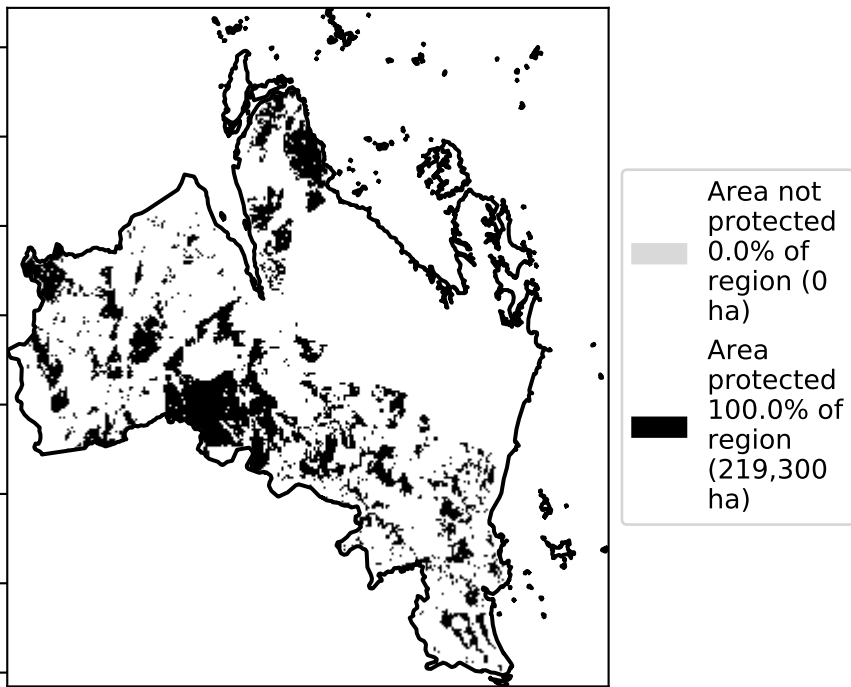 Area not
protected
0.0% of
region (0
ha)
Area
protected
100.0% of
region
(219,300
ha)